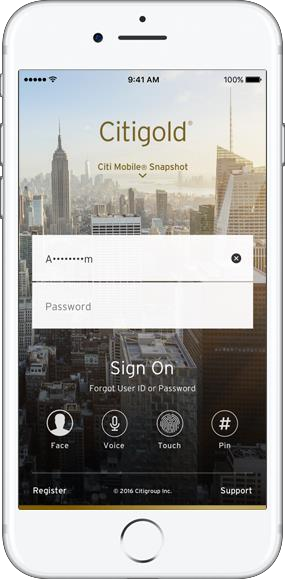 9:41 AM 100%
Citigold®
Citi Mobile® Snapshot
A••••••••m
Password
Sign On
Forgot User ID or Password
#
Face Voice Touch Pin
Register © 2016 Citigroup Inc. Support